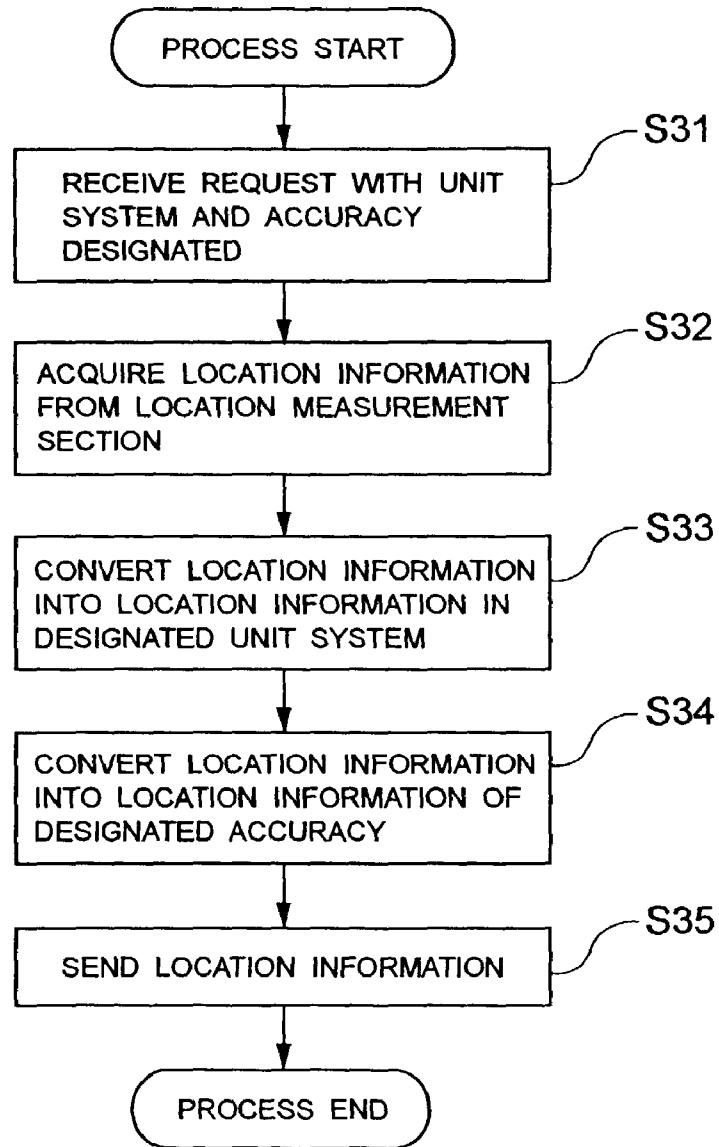 PROCESS START
S31
RECEIVE REQUEST WITH UNIT
SYSTEM AND ACCURACY
DESIGNATED
S32
ACQUIRE LOCATION INFORMATION
FROM LOCATION MEASUREMENT
SECTION
S33
CONVERT LOCATION INFORMATION
INTO LOCATION INFORMATION IN
DESIGNATED UNIT SYSTEM
S34
CONVERT LOCATION INFORMATION
INTO LOCATION INFORMATION OF
DESIGNATED ACCURACY
S35
SEND LOCATION INFORMATION
PROCESS END